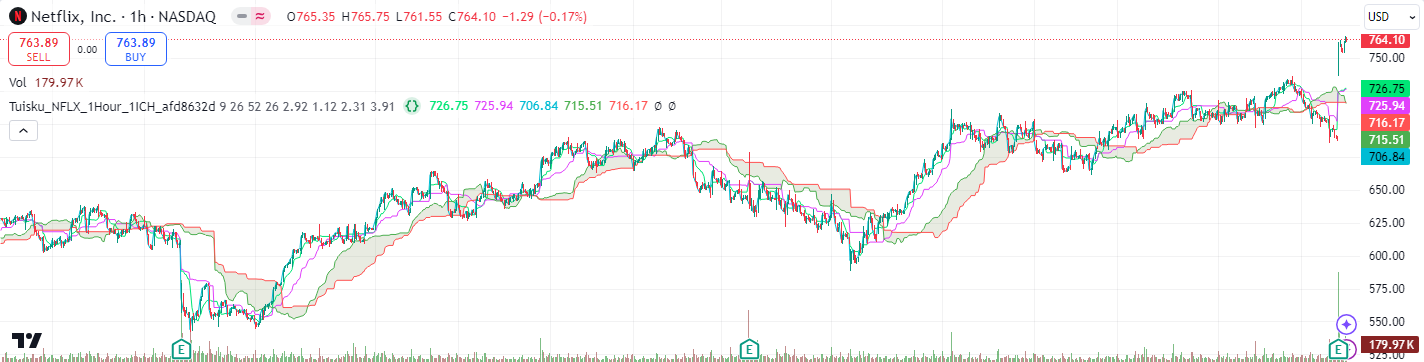 Netflix, Inc. · 1h · NASDAQ O765.35 H765.75 L761.55 C764.10 −1.29 (−0.17%)
USD
763.89 SELL 0.00 763.89 BUY
764.10
750.00
Vol 179.97 K
726.75
Tuisku_NFLX_1Hour_1ICH_afd8632d 9 26 52 26 2.92 1.12 2.31 3.91 726.75 725.94 706.84 715.51 716.17 Ø Ø
725.94
716.17
715.51
706.84
650.00
625.00
600.00
575.00
550.00
E E E
179.97 K
525.00